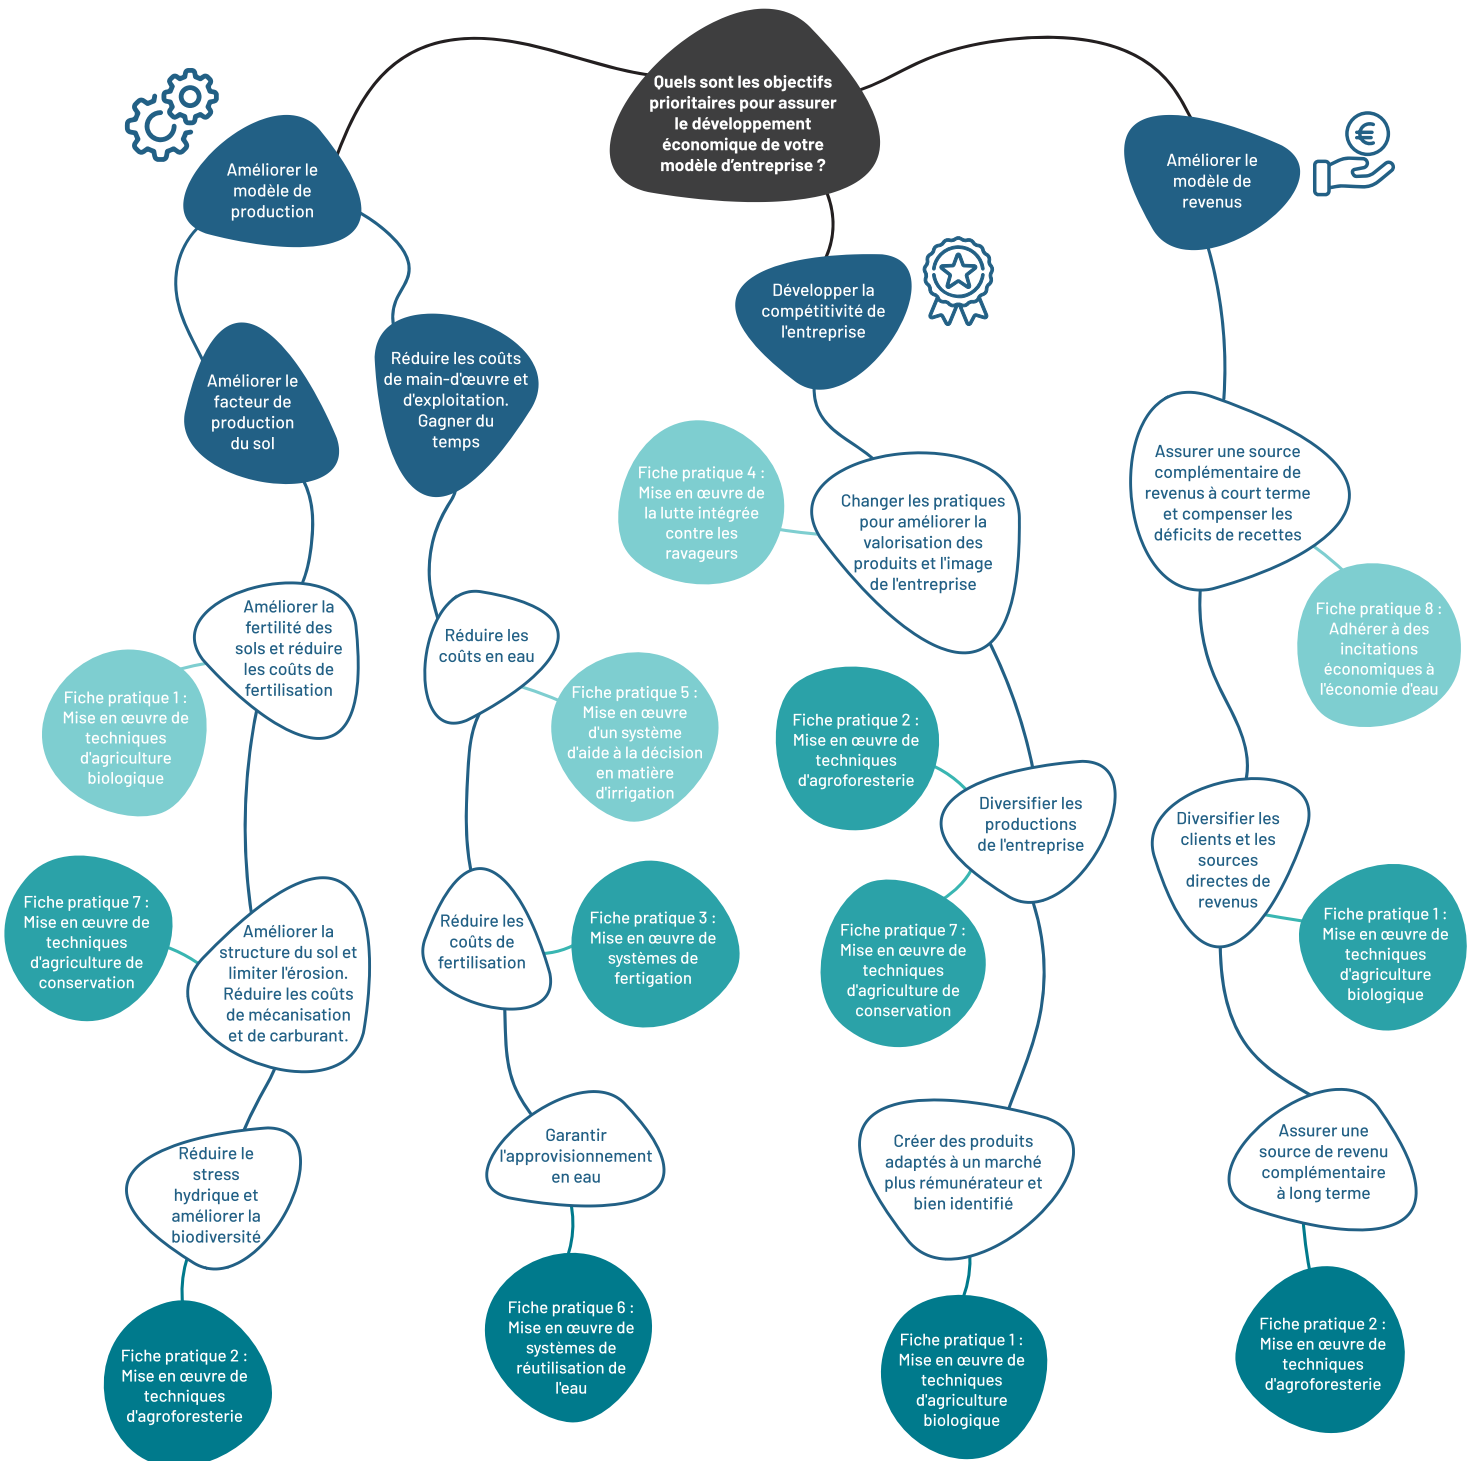 Quels sont les objectifs
prioritaires pour assurer
le développement
économique de votre
modèle d'entreprise ?
Améliorer le
modèle de
production
Améliorer le
facteur de
production
du sol
Améliorer la
fertilité des
sols et réduire
les coûts de
fertilisation
Fiche pratique 1 :
Mise en œuvre de
techniques
d'agriculture
biologique
Améliorer la
structure du sol et
limiter l'érosion.
Réduire les coûts
de mécanisation
et de carburant.
Fiche pratique 7 :
Mise en œuvre de
techniques
d'agriculture de
conservation
Réduire le
stress
hydrique et
améliorer la
biodiversité
Fiche pratique 2 :
Mise en œuvre de
techniques
d'agroforesterie
Réduire les coûts
de main-d'œuvre et
d'exploitation.
Gagner du
temps
Réduire les
coûts en eau
Fiche pratique 5 :
Mise en œuvre
d'un système
d'aide à la décision
en matière
d'irrigation
Réduire les
coûts de
fertilisation
Fiche pratique 3 :
Mise en œuvre de
systèmes de
fertigation
Garantir
l'approvisionnement
en eau
Fiche pratique 6 :
Mise en œuvre de
systèmes de
réutilisation de
l'eau
Développer la
compétitivité de
l'entreprise
Changer les pratiques
pour améliorer la
valorisation des
produits et l'image
de l'entreprise
Fiche pratique 4 :
Mise en œuvre de
la lutte intégrée
contre les
ravageurs
Diversifier les
productions
de l'entreprise
Fiche pratique 2 :
Mise en œuvre de
techniques
d'agroforesterie
Fiche pratique 7 :
Mise en œuvre de
techniques
d'agriculture de
conservation
Créer des produits
adaptés à un marché
plus rémunérateur et
bien identifié
Fiche pratique 1 :
Mise en œuvre de
techniques
d'agriculture
biologique
Améliorer le
modèle de
revenus
€
Assurer une source
complémentaire de
revenus à court terme
et compenser les
déficits de recettes
Fiche pratique 8 :
Adhérer à des
incitations
économiques à
l'économie d'eau
Diversifier les
clients et les
sources
directes de
revenus
Fiche pratique 1 :
Mise en œuvre de
techniques
d'agriculture
biologique
Assurer une
source de revenu
complémentaire
à long terme
Fiche pratique 2 :
Mise en œuvre de
techniques
d'agroforesterie